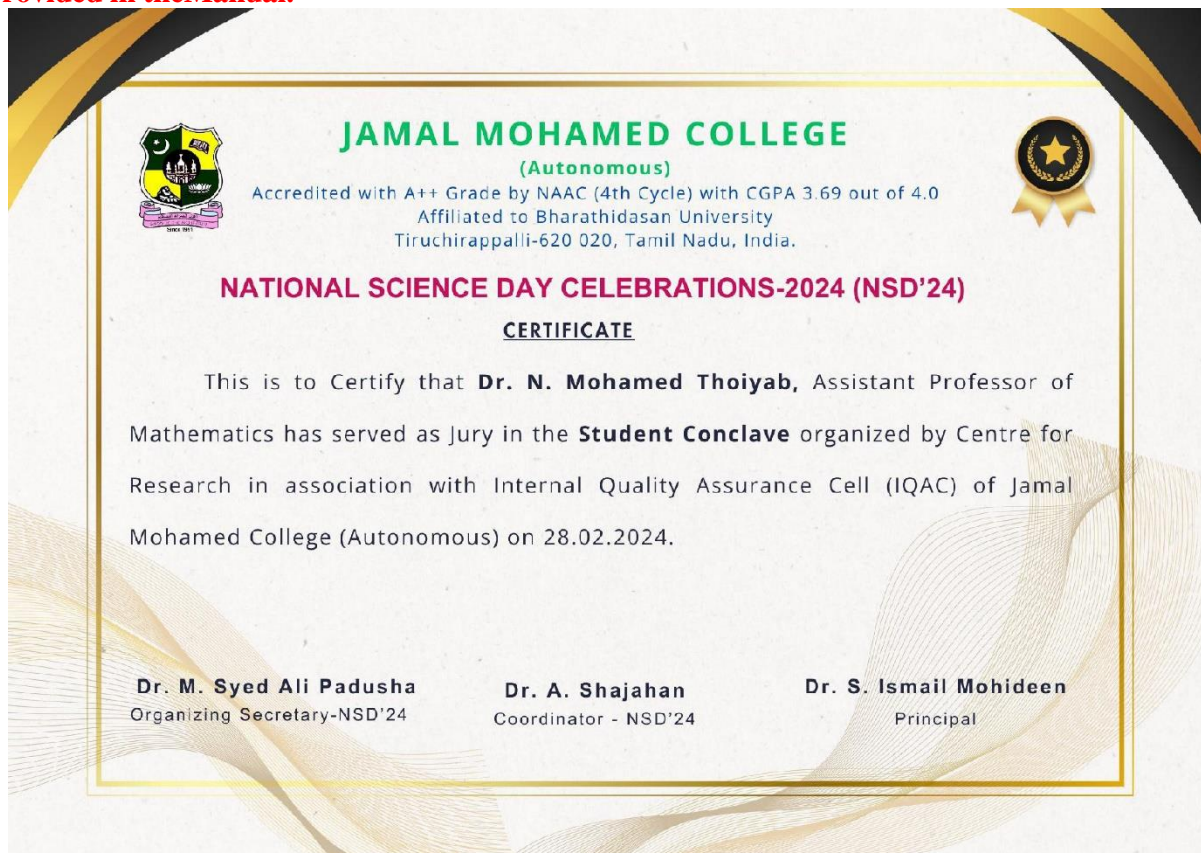 rovided in theManual.
JAMAL MOHAMED COLLEGE
(Autonomous)
Accredited with A++ Grade by NAAC (4th Cycle) with CGPA 3.69 out of 4.0
Affiliated to Bharathidasan University
Tiruchirappalli-620 020, Tamil Nadu, India.
Since 1951
NATIONAL SCIENCE DAY CELEBRATIONS-2024 (NSD’24)
CERTIFICATE
This is to Certify that Dr. N. Mohamed Thoiyab, Assistant Professor of
Mathematics has served as Jury in the Student Conclave organized by Centre for
Research in association with Internal Quality Assurance Cell (IQAC) of Jamal
Mohamed College (Autonomous) on 28.02.2024.
Dr. M. Syed Ali Padusha
Organizing Secretary-NSD’24
Dr. A. Shajahan
Coordinator - NSD’24
Dr. S. Ismail Mohideen
Principal